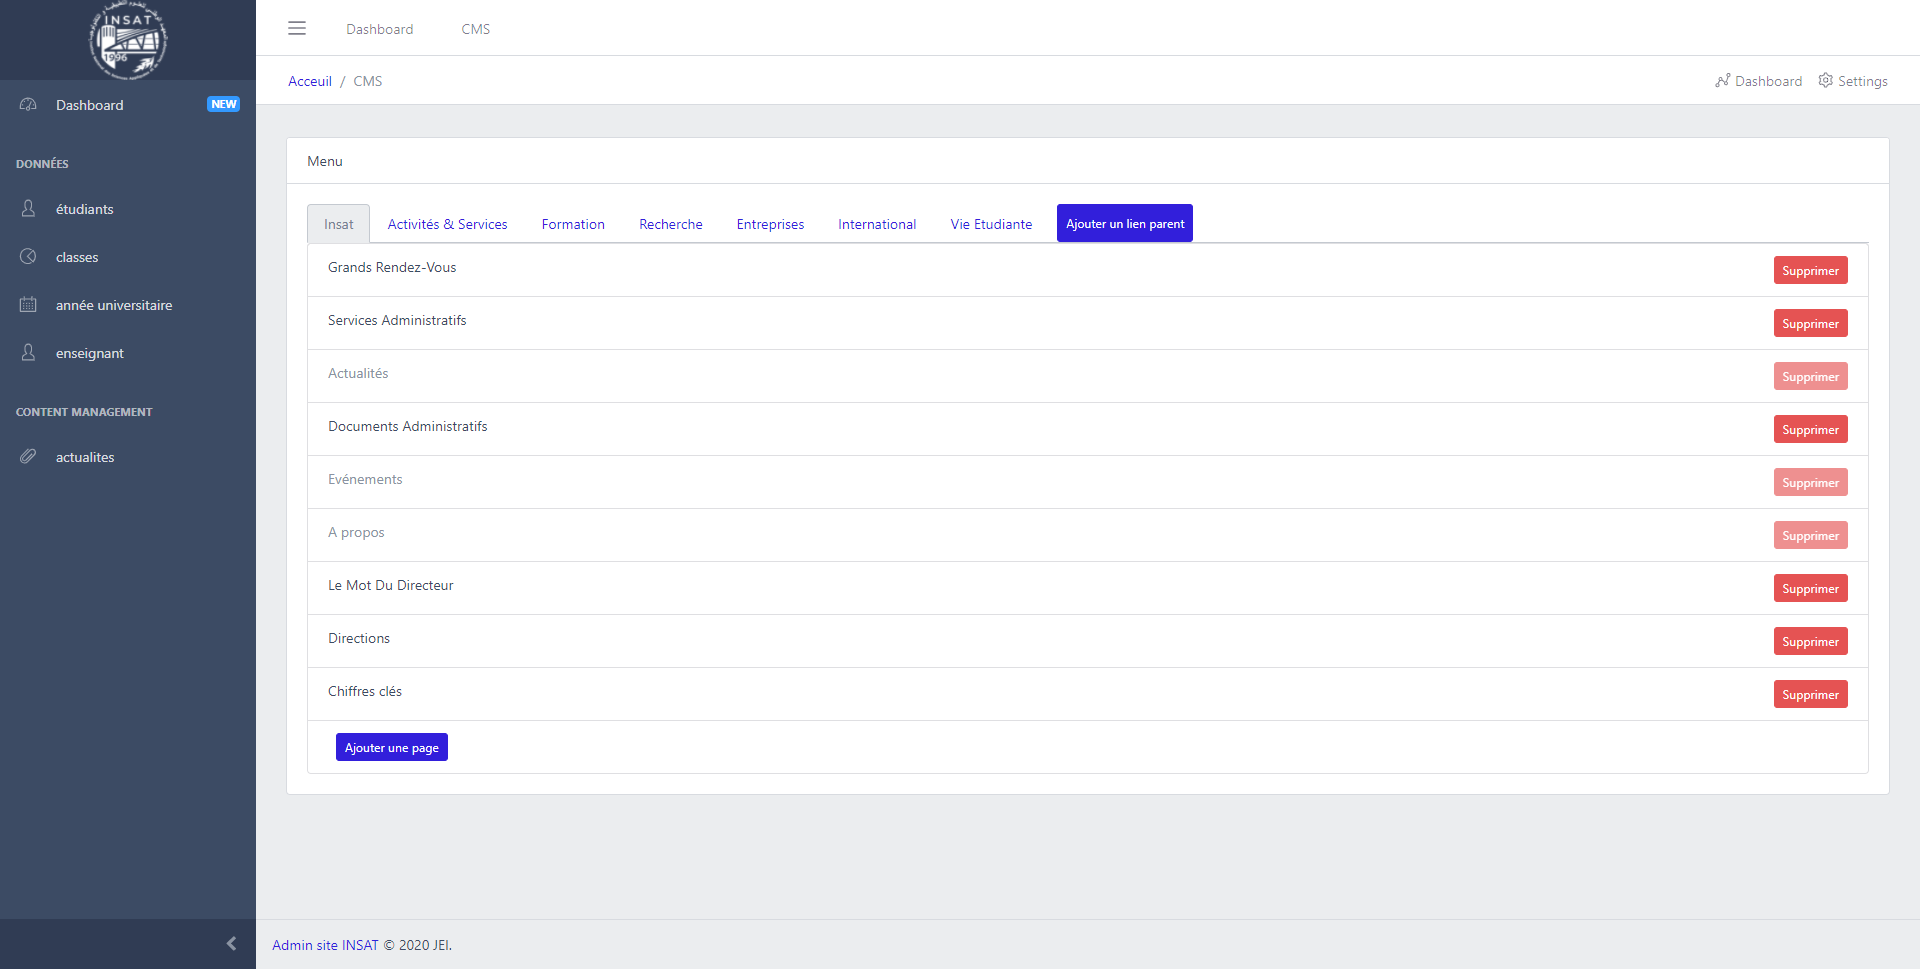 INSAT
1996
Dashboard CMS
Acceuil / CMS
Dashboard Settings
Dashboard NEW
DONNÉES
étudiants
classes
année universitaire
enseignant
CONTENT MANAGEMENT
actualites
Menu
Insat Activités & Services Formation Recherche Entreprises International Vie Etudiante Ajouter un lien parent
Grands Rendez-Vous Supprimer
Services Administratifs Supprimer
Actualités Supprimer
Documents Administratifs Supprimer
Evénements Supprimer
A propos Supprimer
Le Mot Du Directeur Supprimer
Directions Supprimer
Chiffres clés Supprimer
Ajouter une page
Admin site INSAT © 2020 JEI.